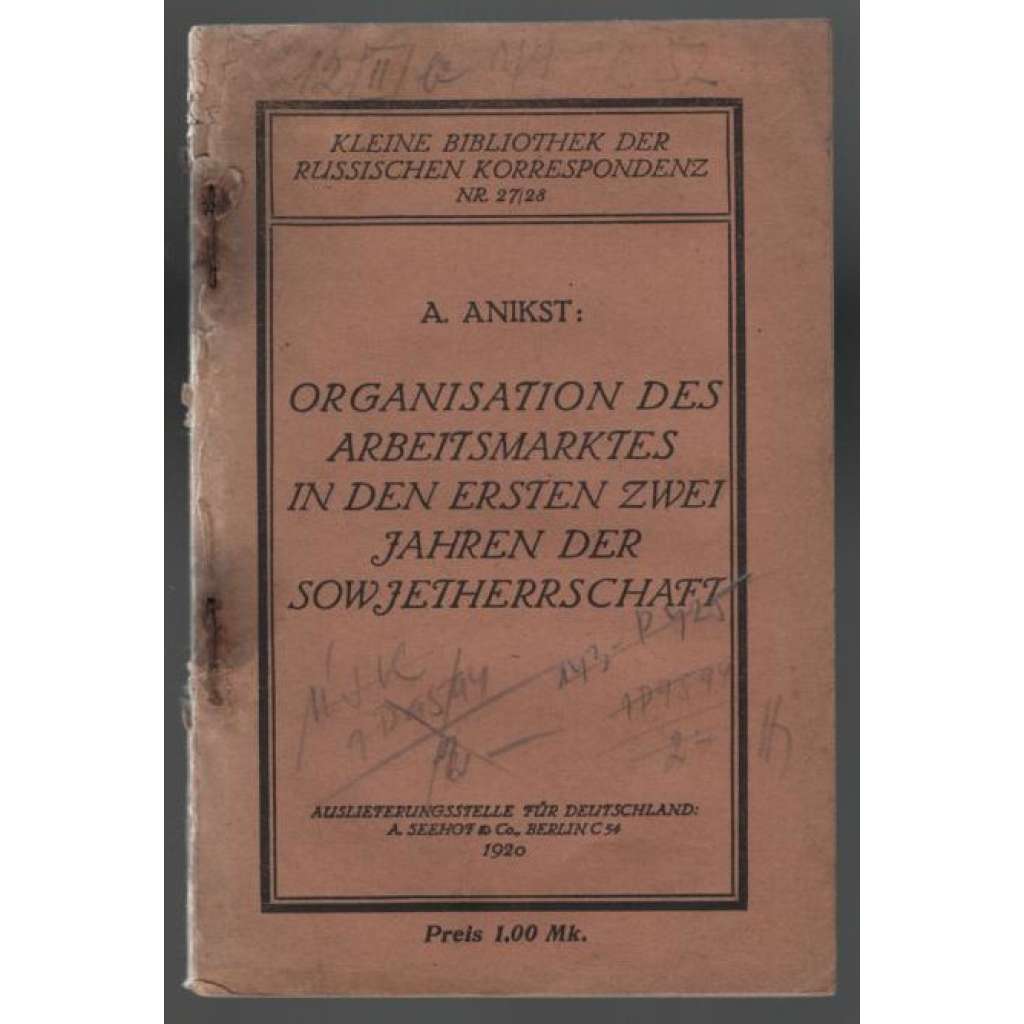 KLEINE BIBLIOTHEK DER
RUSSISCHEN KORRESPONDENZ
NR. 27/28
A. ANIKST:
ORGANISATION DES
ARBEITSMARKTES
IN DEN ERSTEN ZWEI
JAHREN DER
SOWJETHERRSCHAFT
AUSLIEFERUNGSSTELLE FÜR DEUTSCHLAND:
A. SEEHOF & Co., BERLIN C 54
1920
Preis 1.00 Mk.